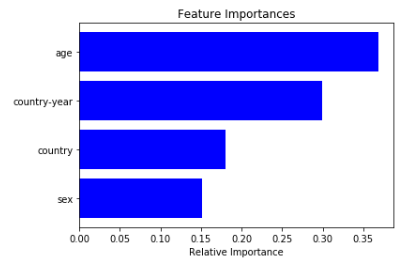 Feature Importances
age
country-year
country
sex
0.00 0.05 0.10 0.15 0.20 0.25 0.30 0.35
Relative Importance